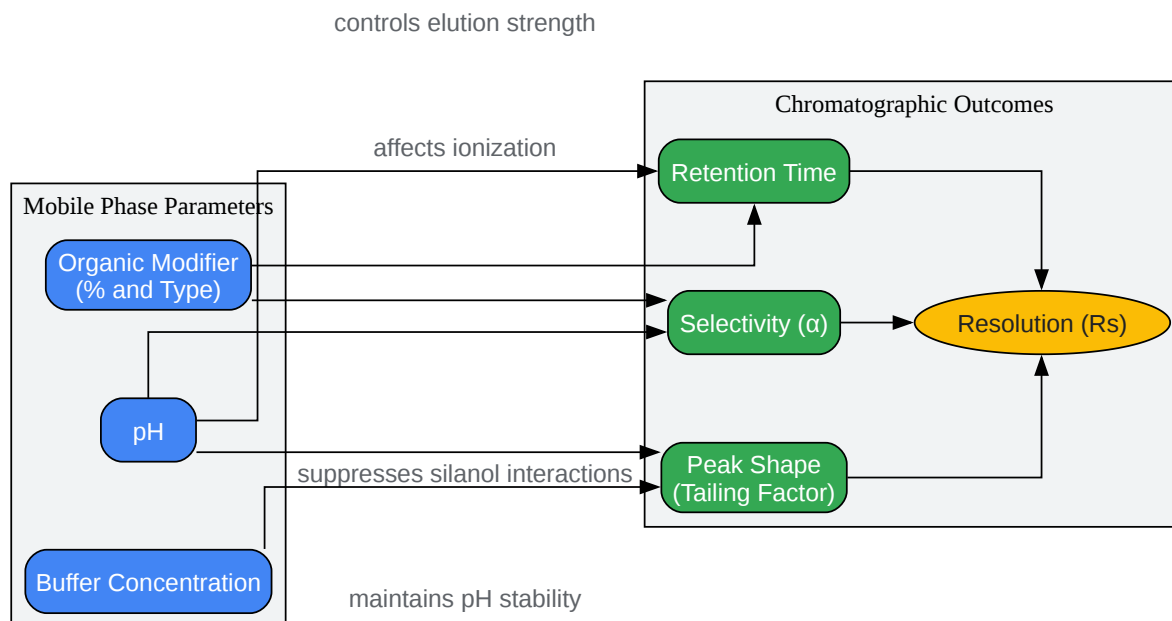 controls elution strength
Chromatographic Outcomes
affects ionization
Retention Time
Mobile Phase Parameters
Organic Modifier
(% and Type)
Selectivity (α)
Resolution (Rs)
pH
suppresses silanol interactions
Peak Shape
(Tailing Factor)
Buffer Concentration
maintains pH stability